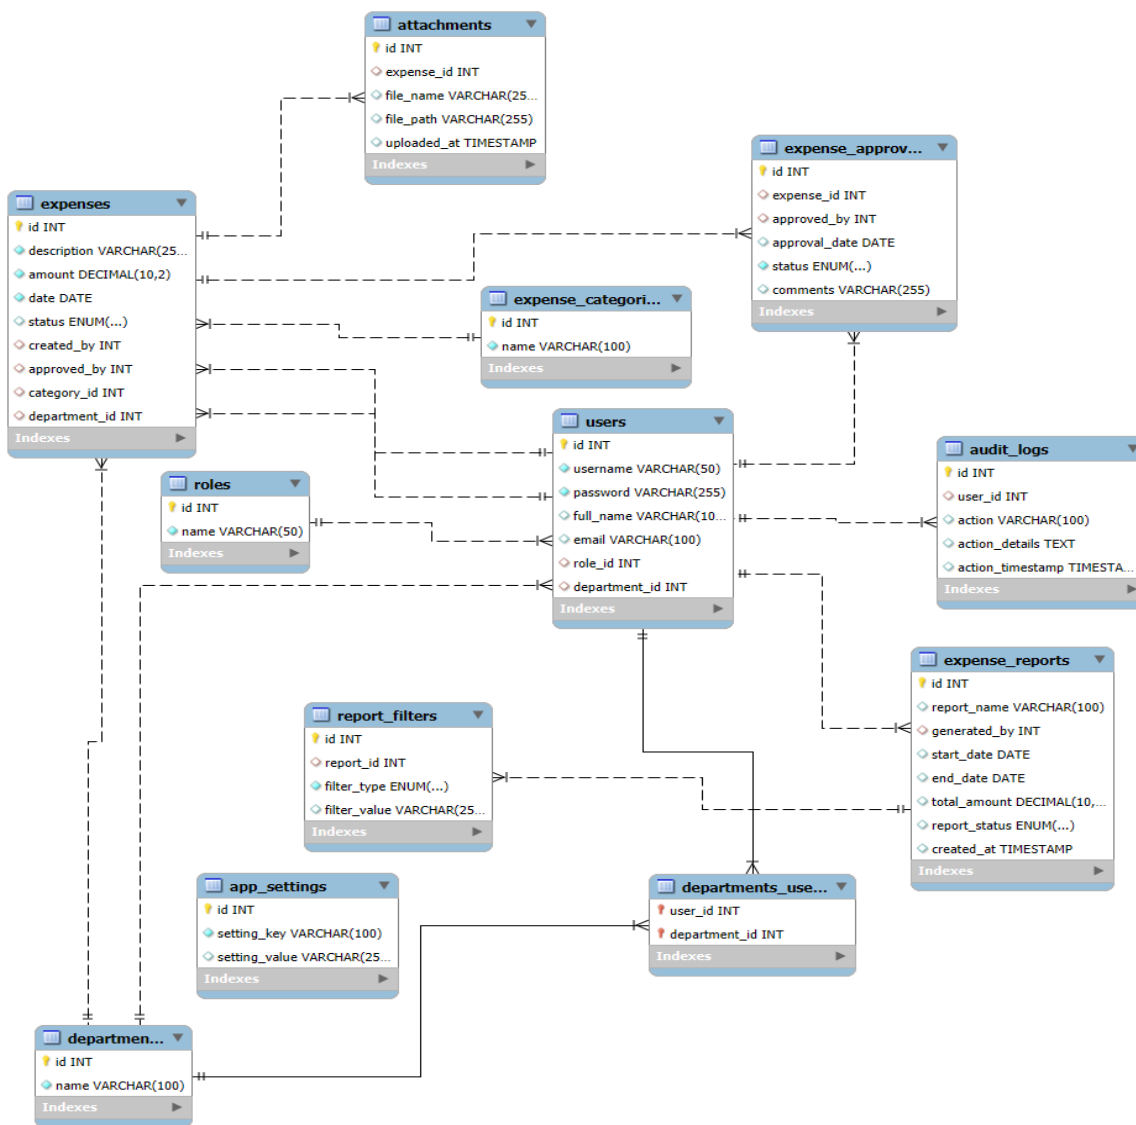 attachments
id INT
expense_id INT
file_name VARCHAR(25...
file_path VARCHAR(255)
uploaded_at TIMESTAMP
Indexes
expense_approv...
id INT
expense_id INT
approved_by INT
approval_date DATE
status ENUM(...)
comments VARCHAR(255)
Indexes
expenses
id INT
description VARCHAR(25...
amount DECIMAL(10,2)
date DATE
status ENUM(...)
created_by INT
approved_by INT
category_id INT
department_id INT
Indexes
expense_categori...
id INT
name VARCHAR(100)
Indexes
users
id INT
username VARCHAR(50)
password VARCHAR(255)
full_name VARCHAR(10...
email VARCHAR(100)
role_id INT
department_id INT
Indexes
audit_logs
id INT
user_id INT
action VARCHAR(100)
action_details TEXT
action_timestamp TIMESTA...
Indexes
roles
id INT
name VARCHAR(50)
Indexes
expense_reports
id INT
report_name VARCHAR(100)
generated_by INT
start_date DATE
end_date DATE
total_amount DECIMAL(10,...
report_status ENUM(...)
created_at TIMESTAMP
Indexes
report_filters
id INT
report_id INT
filter_type ENUM(...)
filter_value VARCHAR(25...
Indexes
app_settings
id INT
setting_key VARCHAR(100)
setting_value VARCHAR(25...
Indexes
departments_use...
user_id INT
department_id INT
Indexes
departmen...
id INT
name VARCHAR(100)
Indexes